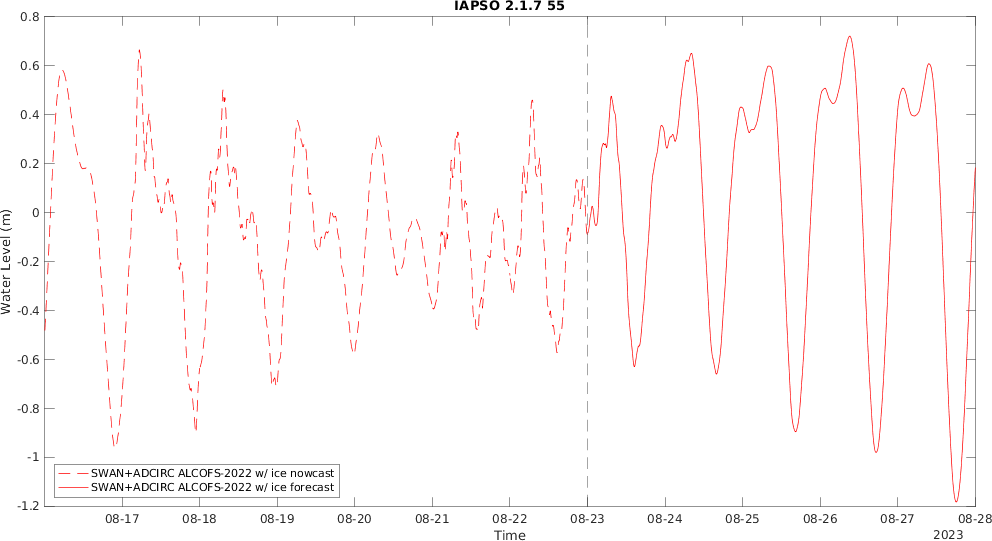 IAPSO 2.1.7 55
0.8
0.6
0.4
0.2
0
-0.2
-0.4
-0.6
-0.8
-1
-1.2
Water Level (m)
SWAN+ADCIRC ALCOFS-2022 w/ ice nowcast
SWAN+ADCIRC ALCOFS-2022 w/ ice forecast
08-17 08-18 08-19 08-20 08-21 08-22 08-23 08-24 08-25 08-26 08-27 08-28
Time
2023